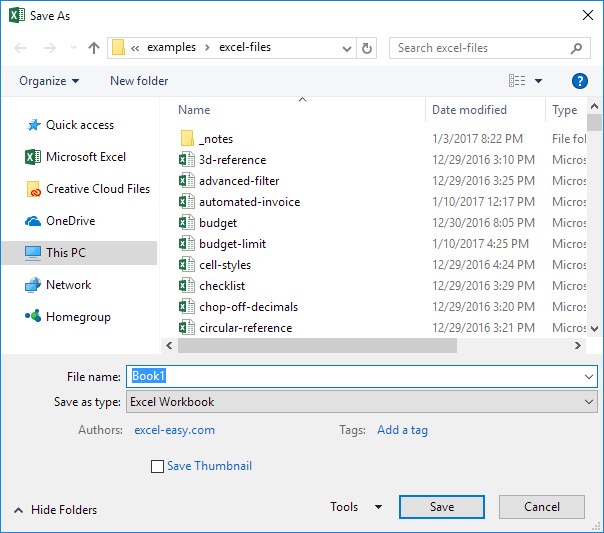 Save As
« examples › excel-files
Search excel-files
Organize New folder
?
Name Date modified Type
Quick access
Microsoft Excel
Creative Cloud Files
OneDrive
This PC
Network
Homegroup
_notes 1/3/2017 8:22 PM File fol
3d-reference 12/29/2016 3:10 PM Micros
advanced-filter 12/29/2016 3:25 PM Micros
automated-invoice 1/10/2017 12:17 PM Micros
budget 12/30/2016 8:05 PM Micros
budget-limit 1/10/2017 4:25 PM Micros
cell-styles 12/29/2016 4:24 PM Micros
checklist 12/29/2016 3:29 PM Micros
chop-off-decimals 12/29/2016 3:20 PM Micros
circular-reference 12/29/2016 3:21 PM Micros
File name: Book1
Save as type: Excel Workbook
Authors: excel-easy.com Tags: Add a tag
Save Thumbnail
Hide Folders Tools Save Cancel